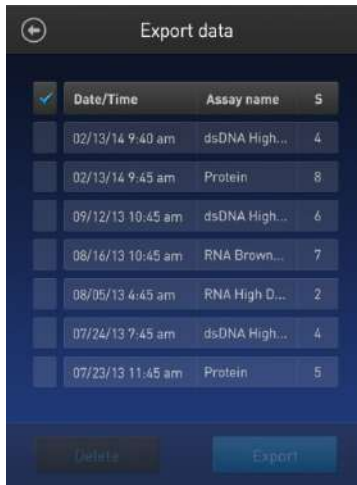 Export data
Date/Time Assay name S
02/13/14 9:40 am dsDNA High... 4
02/13/14 9:45 am Protein 8
09/12/13 10:45 am dsDNA High... 6
08/16/13 10:45 am RNA Brown... 7
08/05/13 4:45 am RNA High D... 2
07/24/13 7:45 am dsDNA High... 4
07/23/13 11:45 am Protein 5
Delete Export